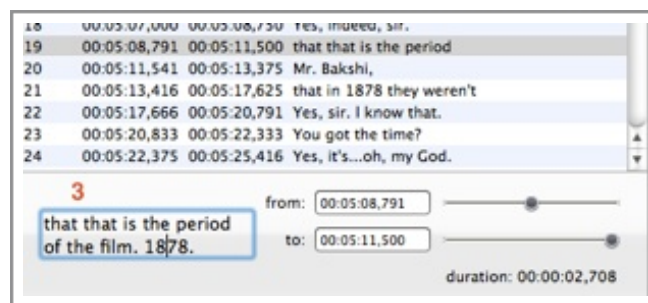 18 00:05:07,000 00:05:08,750 Yes, indeed, sir.
19 00:05:08,791 00:05:11,500 that that is the period
20 00:05:11,541 00:05:13,375 Mr. Bakshi,
21 00:05:13,416 00:05:17,625 that in 1878 they weren't
22 00:05:17,666 00:05:20,791 Yes, sir. I know that.
23 00:05:20,833 00:05:22,333 You got the time?
24 00:05:22,375 00:05:25,416 Yes, it's...oh, my God.
3
that that is the period
of the film. 1878.
from: 00:05:08,791
to: 00:05:11,500
duration: 00:00:02,708